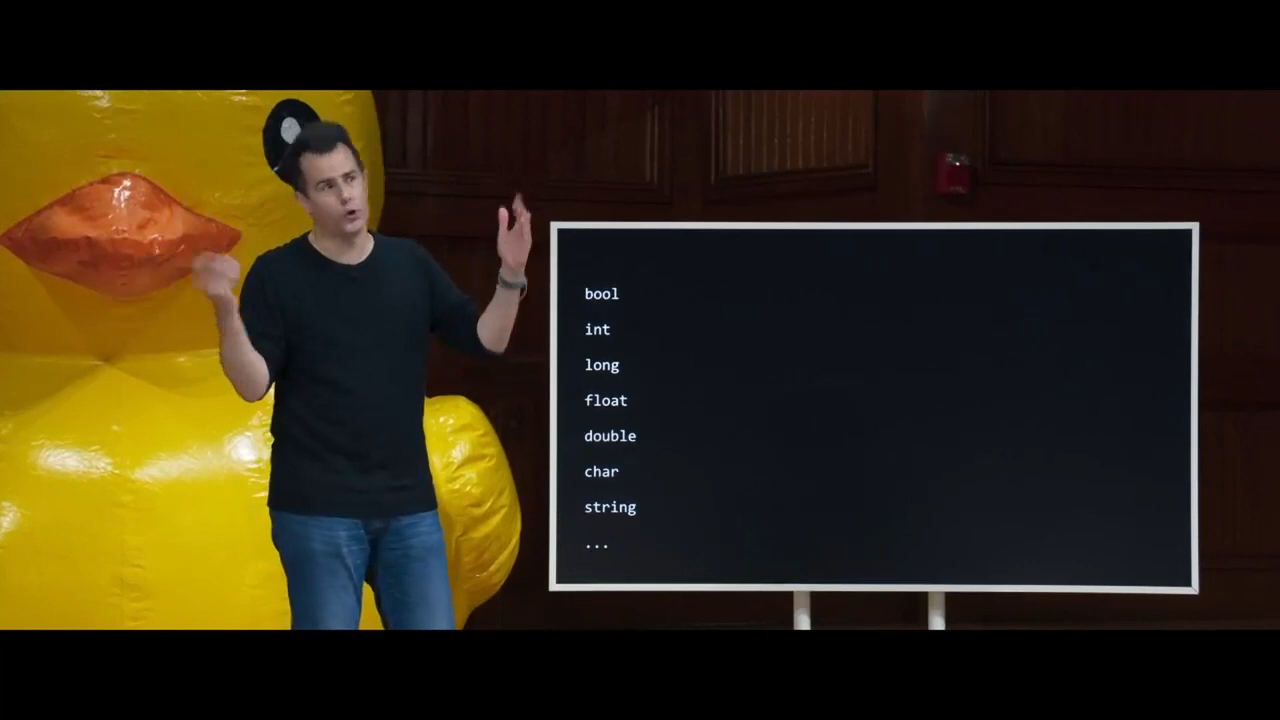 bool
int
long
float
double
char
string
...